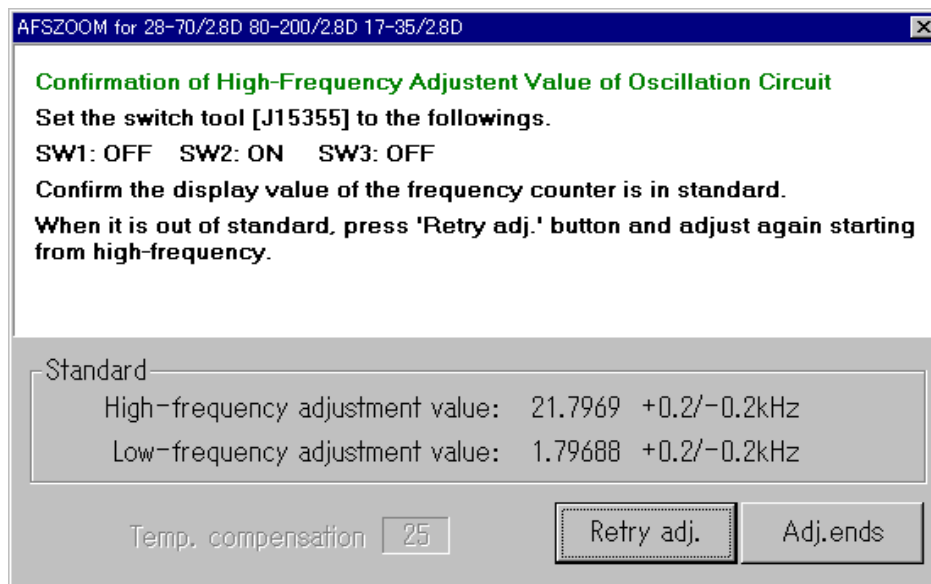 AFSZOOM for 28-70/2.8D 80-200/2.8D 17-35/2.8D
Confirmation of High-Frequency Adjustent Value of Oscillation Circuit
Set the switch tool [J15355] to the followings.
SW1: OFF SW2: ON SW3: OFF
Confirm the display value of the frequency counter is in standard.
When it is out of standard, press 'Retry adj.' button and adjust again starting
from high-frequency.
Standard
High-frequency adjustment value: 21.7969 +0.2/-0.2kHz
Low-frequency adjustment value: 1.79688 +0.2/-0.2kHz
Temp. compensation 25
Retry adj. Adj.ends